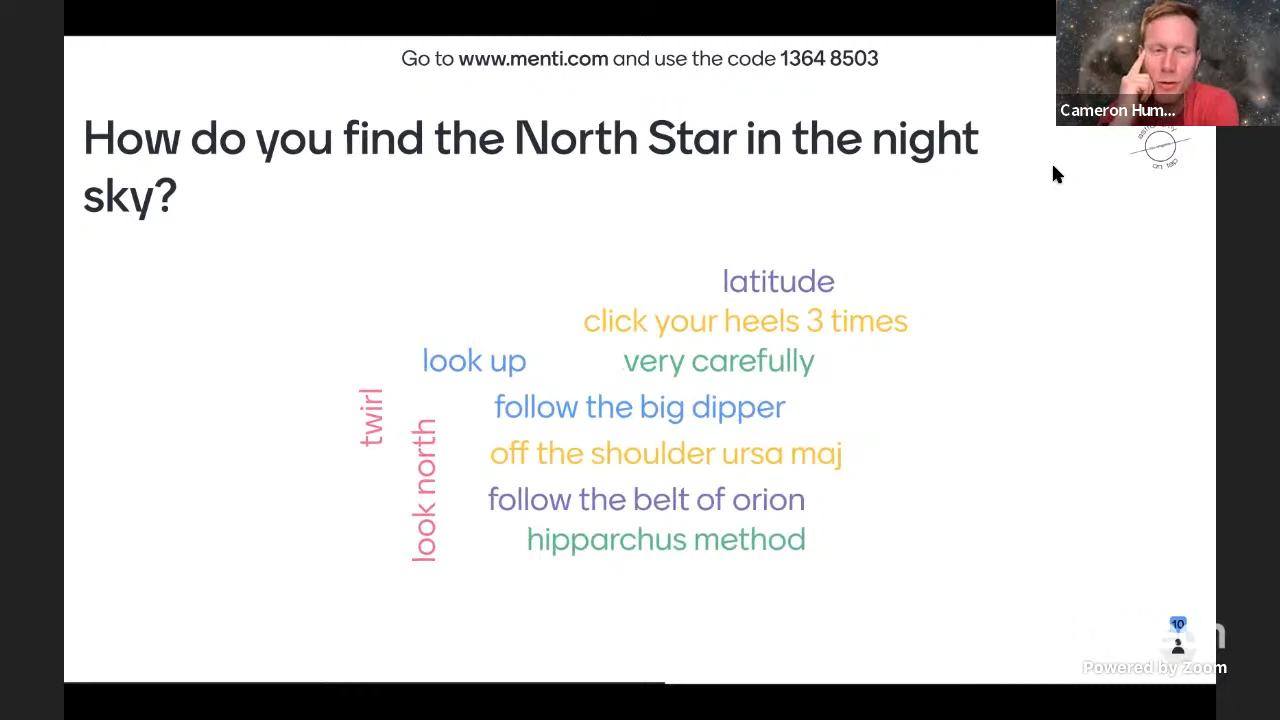 Go to www.menti.com and use the code 1364 8503
Cameron Hum...
How do you find the North Star in the night
sky?
on tap
latitude
click your heels 3 times
look up
very carefully
twirl
follow the big dipper
look north
off the shoulder ursa maj
follow the belt of orion
hipparchus method
10
Powered by Zoom